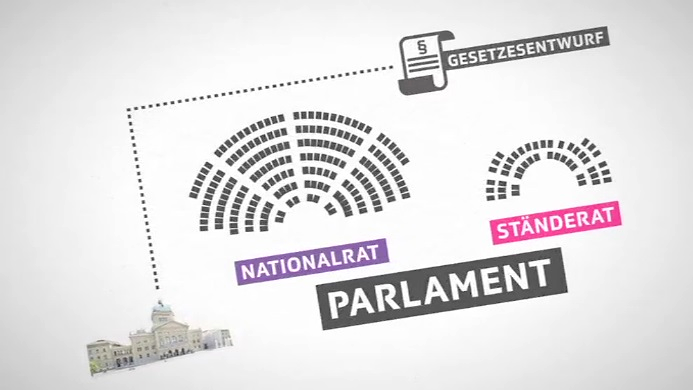 §
GESETZESENTWURF
NATIONALRAT
STÄNDERAT
PARLAMENT